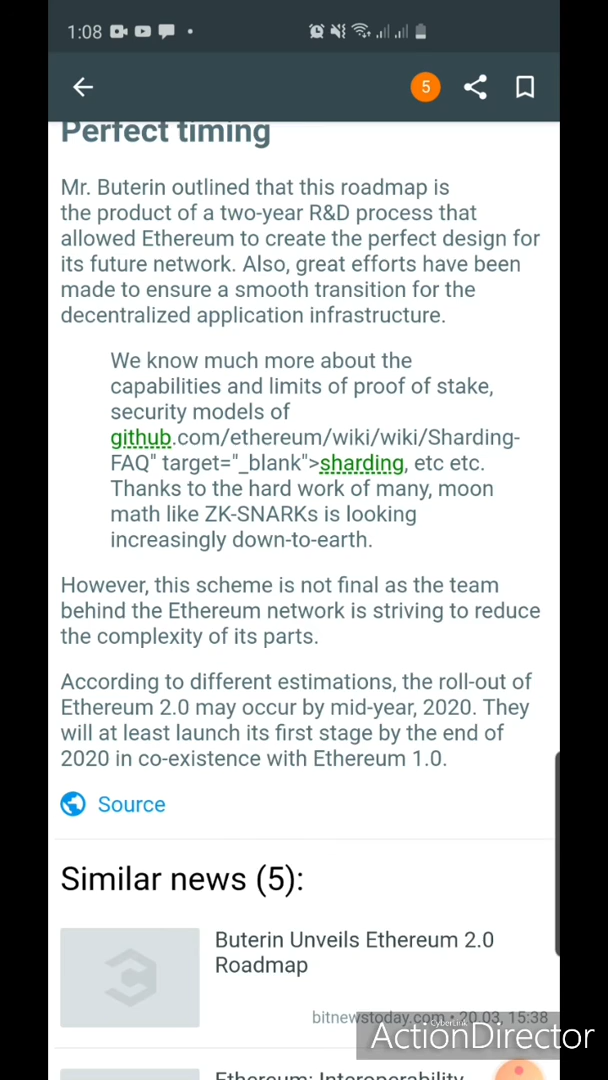 1:08
5
Perfect timing
Mr. Buterin outlined that this roadmap is
the product of a two-year R&D process that
allowed Ethereum to create the perfect design for
its future network. Also, great efforts have been
made to ensure a smooth transition for the
decentralized application infrastructure.
We know much more about the
capabilities and limits of proof of stake,
security models of
github.com/ethereum/wiki/wiki/Sharding-
FAQ" target="_blank">sharding, etc etc.
Thanks to the hard work of many, moon
math like ZK-SNARKs is looking
increasingly down-to-earth.
However, this scheme is not final as the team
behind the Ethereum network is striving to reduce
the complexity of its parts.
According to different estimations, the roll-out of
Ethereum 2.0 may occur by mid-year, 2020. They
will at least launch its first stage by the end of
2020 in co-existence with Ethereum 1.0.
Source
Similar news (5):
Buterin Unveils Ethereum 2.0
Roadmap
bitnewstoday.com • 20.03, 15:38
CyberLink
ActionDirector
Ethereum: Interoperability